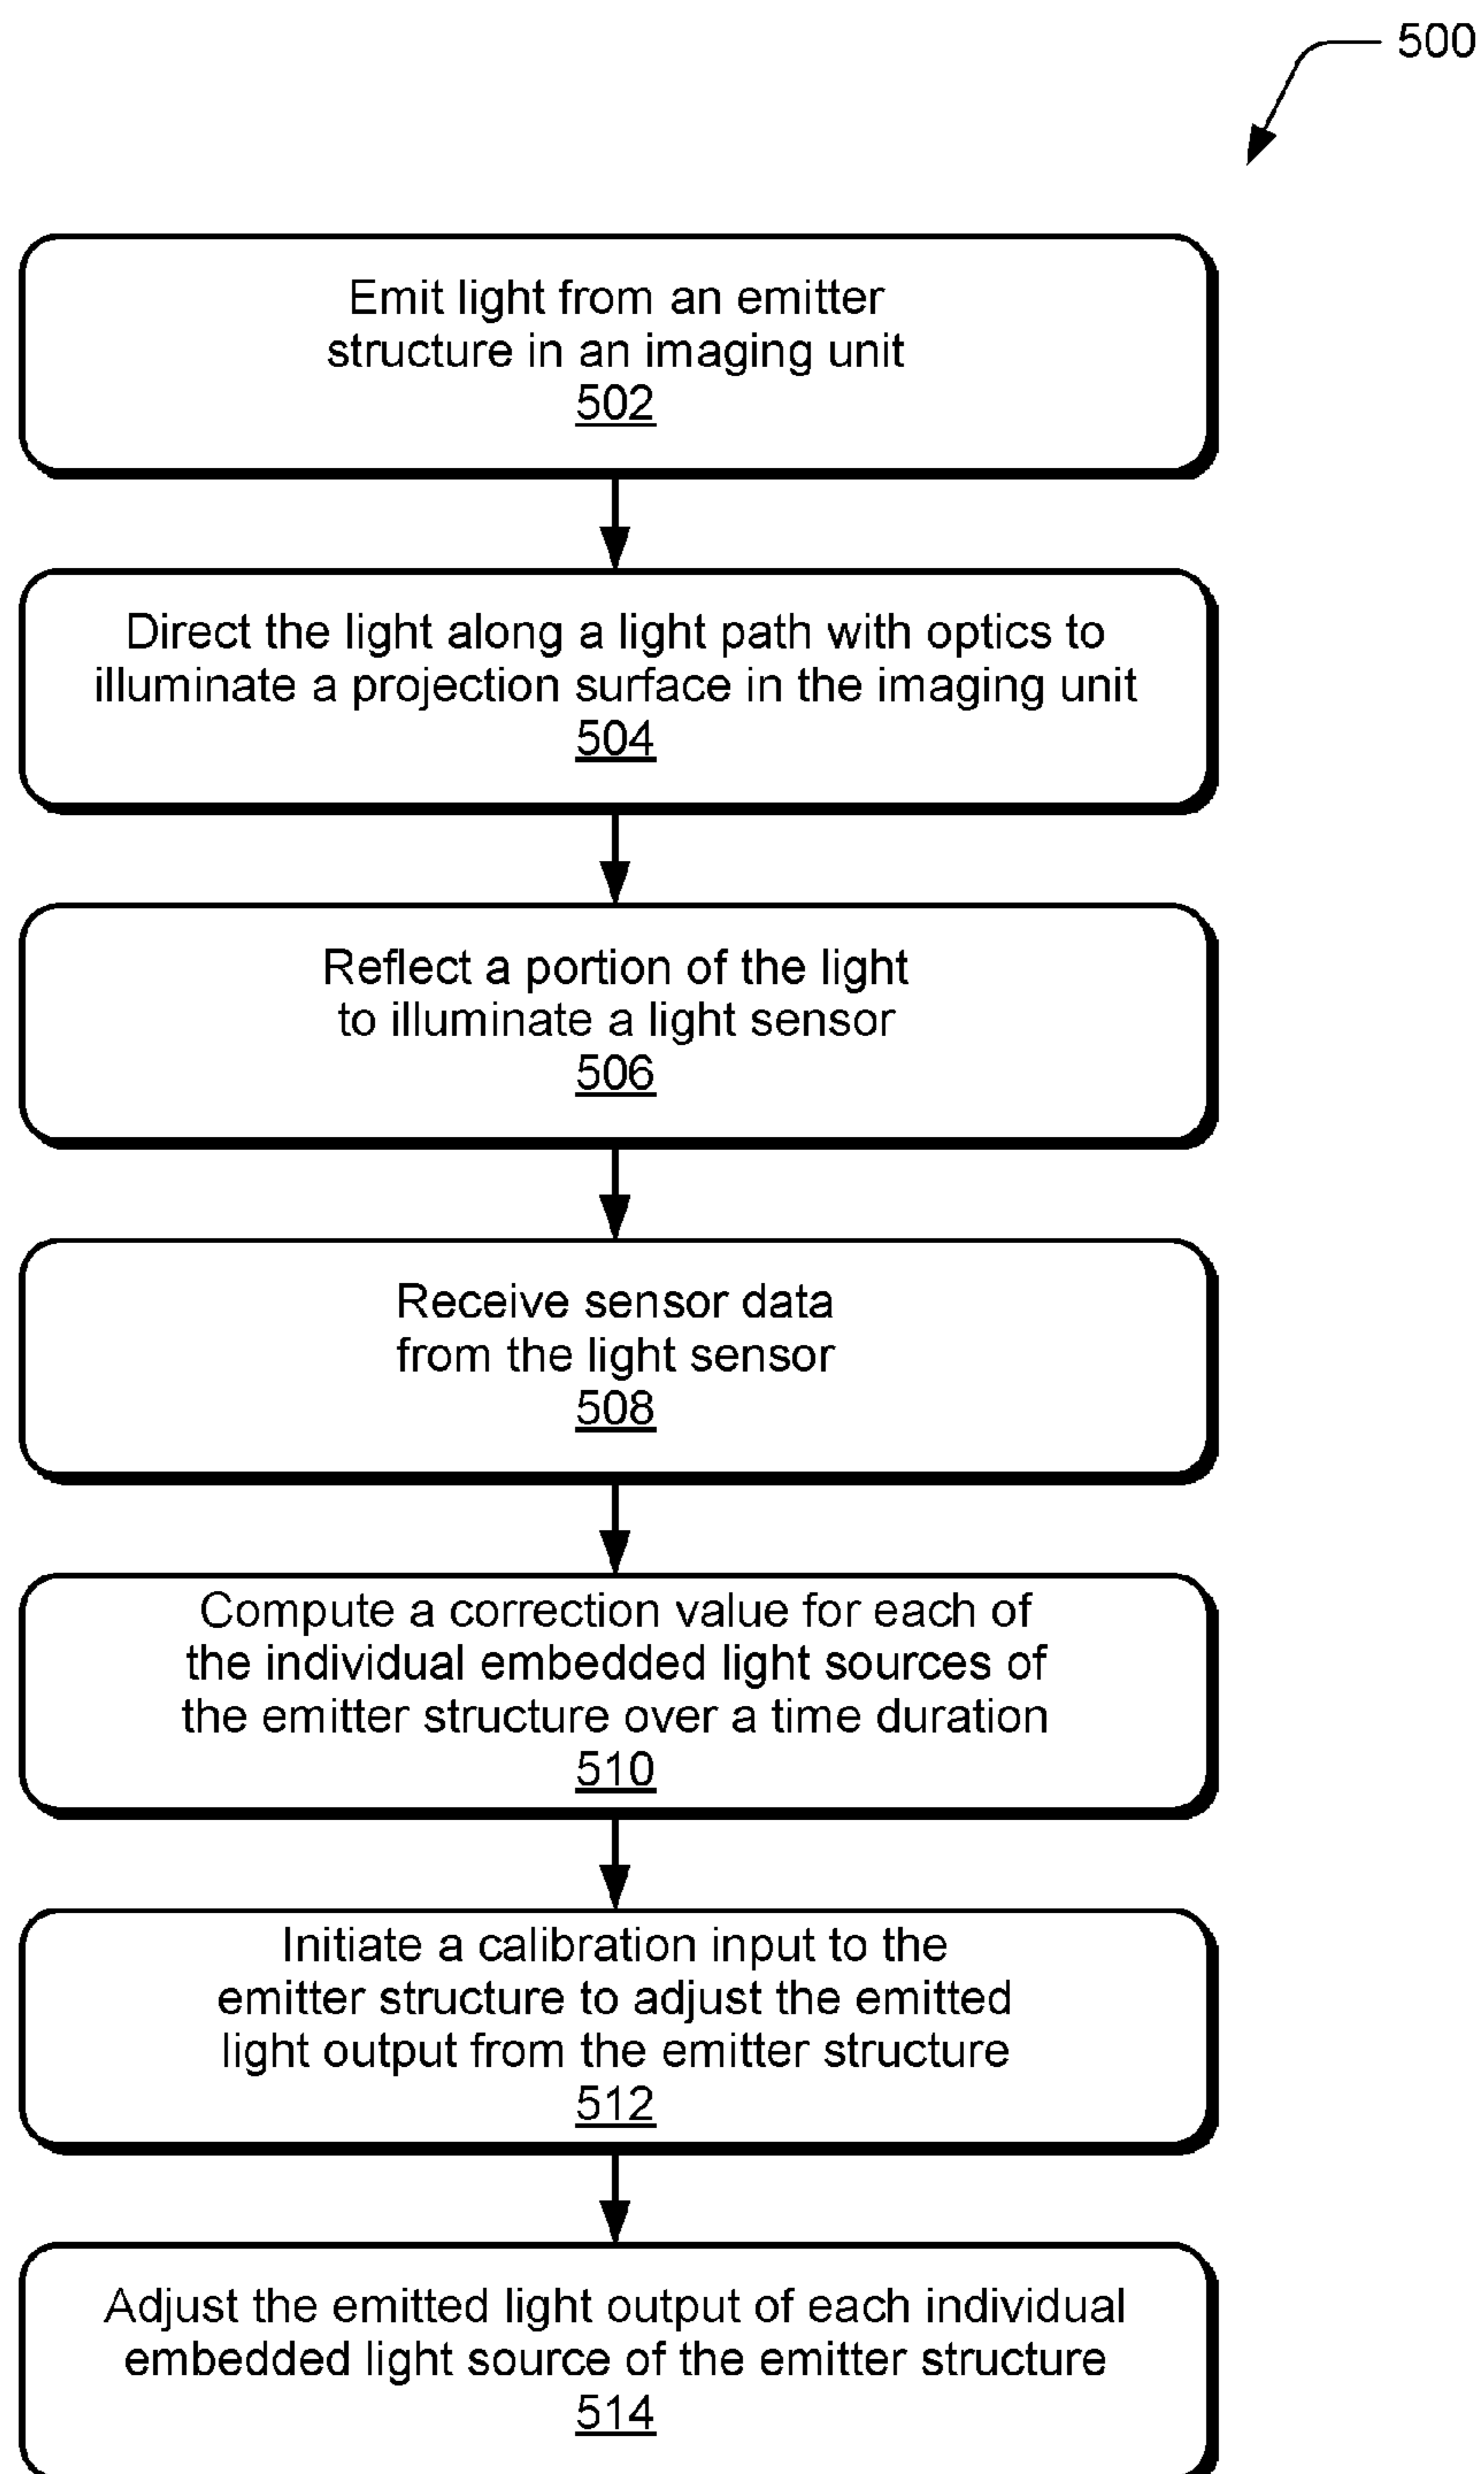 500
Emit light from an emitter
structure in an imaging unit
502
Direct the light along a light path with optics to
illuminate a projection surface in the imaging unit
504
Reflect a portion of the light
to illuminate a light sensor
506
Receive sensor data
from the light sensor
508
Compute a correction value for each of
the individual embedded light sources of
the emitter structure over a time duration
510
Initiate a calibration input to the
emitter structure to adjust the emitted
light output from the emitter structure
512
Adjust the emitted light output of each individual
embedded light source of the emitter structure
514